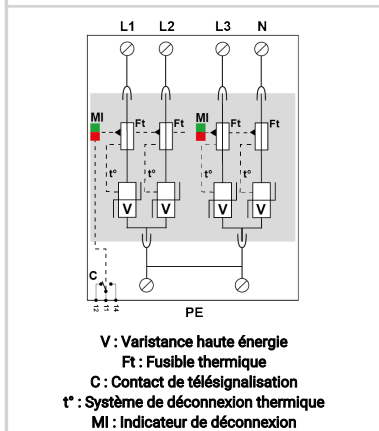 L1 L2 L3 N
MI Ft Ft MI Ft Ft
t° t° t° t°
V V V V
C
12 11 14
PE
V : Varistance haute énergie
Ft : Fusible thermique
C : Contact de télésignalisation
t° : Système de déconnexion thermique
MI : Indicateur de déconnexion